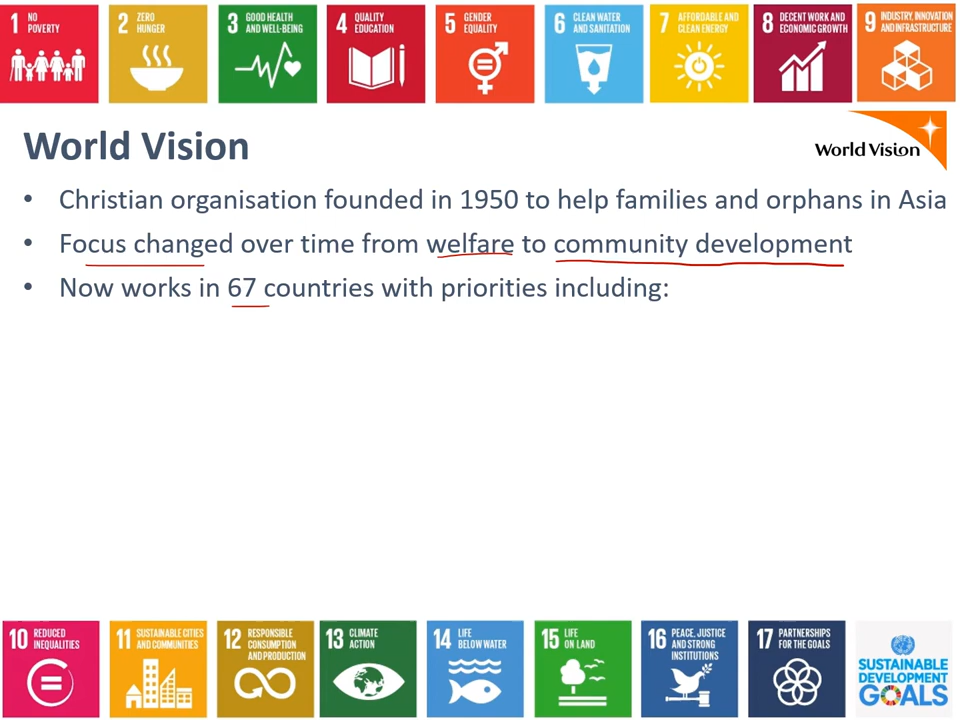 1 NO POVERTY
2 ZERO HUNGER
3 GOOD HEALTH AND WELL-BEING
4 QUALITY EDUCATION
5 GENDER EQUALITY
6 CLEAN WATER AND SANITATION
7 AFFORDABLE AND CLEAN ENERGY
8 DECENT WORK AND ECONOMIC GROWTH
9 INDUSTRY, INNOVATION AND INFRASTRUCTURE
World Vision
World Vision
• Christian organisation founded in 1950 to help families and orphans in Asia
• Focus changed over time from welfare to community development
• Now works in 67 countries with priorities including:
10 REDUCED INEQUALITIES
11 SUSTAINABLE CITIES AND COMMUNITIES
12 RESPONSIBLE CONSUMPTION AND PRODUCTION
13 CLIMATE ACTION
14 LIFE BELOW WATER
15 LIFE ON LAND
16 PEACE, JUSTICE AND STRONG INSTITUTIONS
17 PARTNERSHIPS FOR THE GOALS
SUSTAINABLE
DEVELOPMENT
GOALS